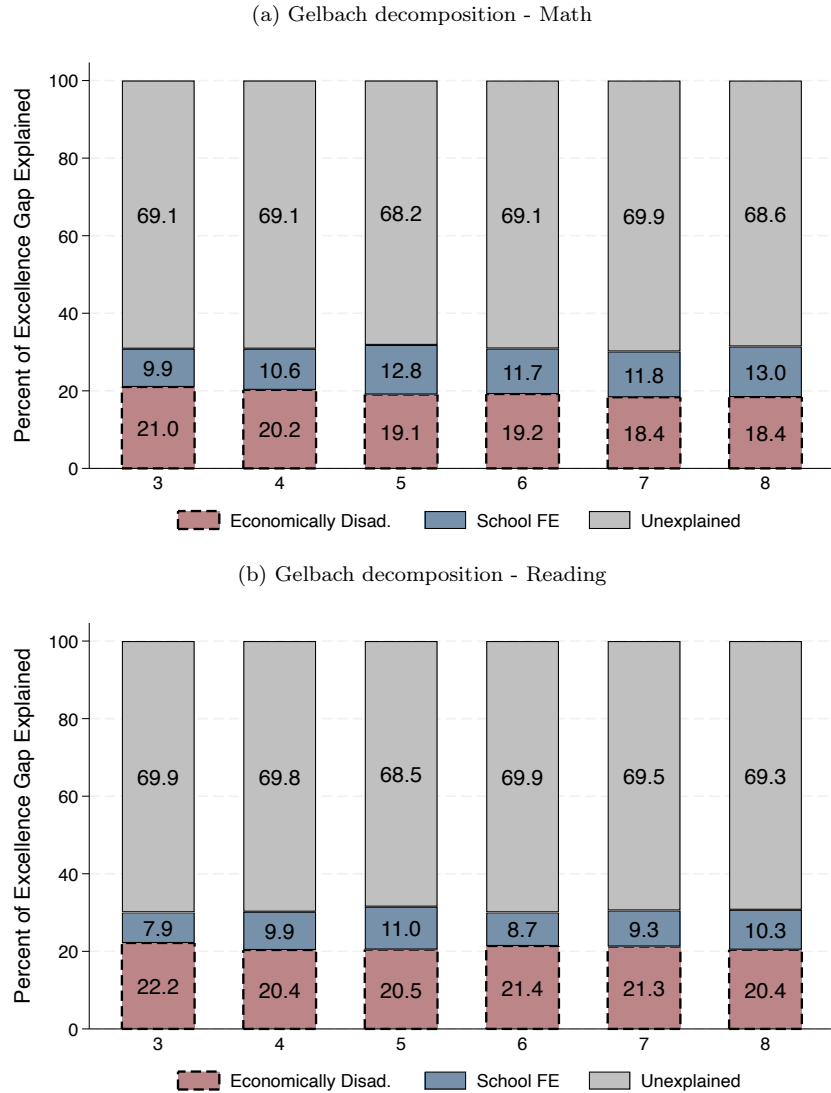 (a) Gelbach decomposition - Math
Percent of Excellence Gap Explained
100
80
60
40
20
0
69.1 69.1 68.2 69.1 69.9 68.6
9.9 10.6 12.8 11.7 11.8 13.0
21.0 20.2 19.1 19.2 18.4 18.4
3 4 5 6 7 8
Economically Disad. School FE Unexplained
(b) Gelbach decomposition - Reading
Percent of Excellence Gap Explained
100
80
60
40
20
0
69.9 69.8 68.5 69.9 69.5 69.3
7.9 9.9 11.0 8.7 9.3 10.3
22.2 20.4 20.5 21.4 21.3 20.4
3 4 5 6 7 8
Economically Disad. School FE Unexplained